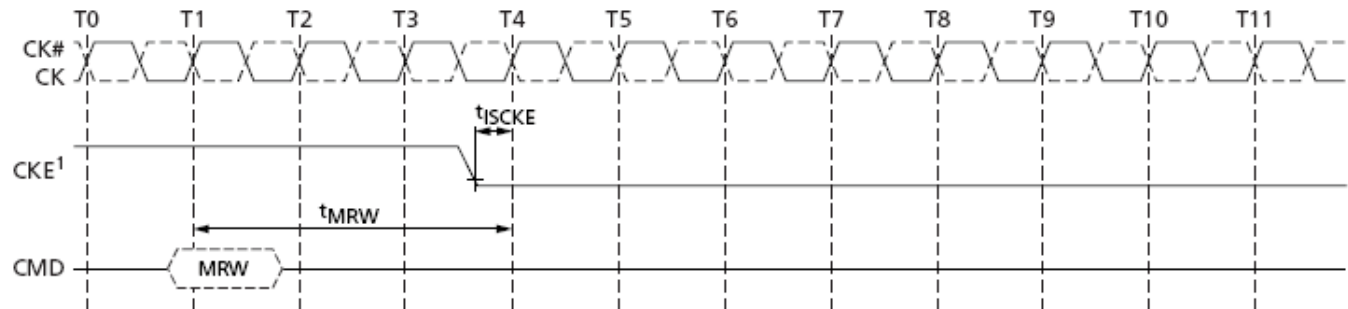 T0 T1 T2 T3 T4 T5 T6 T7 T8 T9 T10 T11
CK#
CK
tISCKE
CKE1
tMRW
CMD MRW